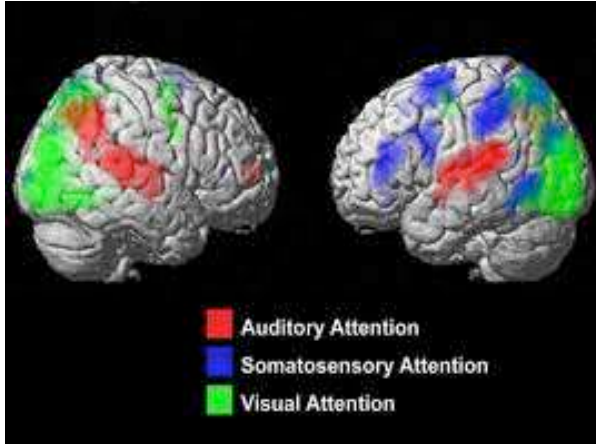 Auditory Attention
Somatosensory Attention
Visual Attention